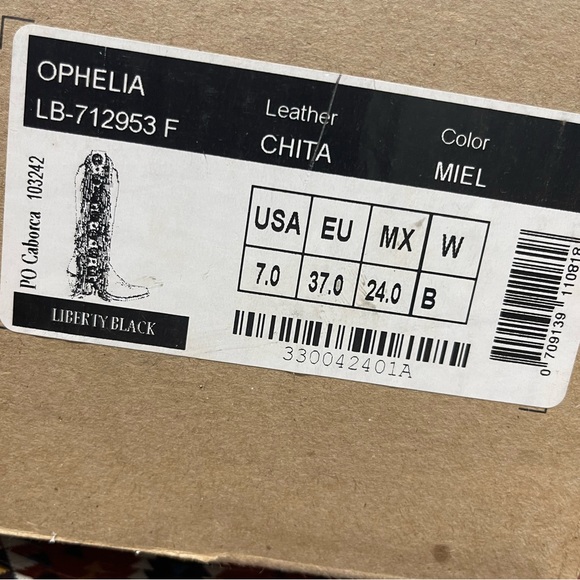 OPHELIA
LB-712953 F
Leather
CHITA
Color
MIEL
PO Caborca 103242
LIBERTY BLACK
USA EU MX W
7.0 37.0 24.0 B
330042401A
0 709139 110818